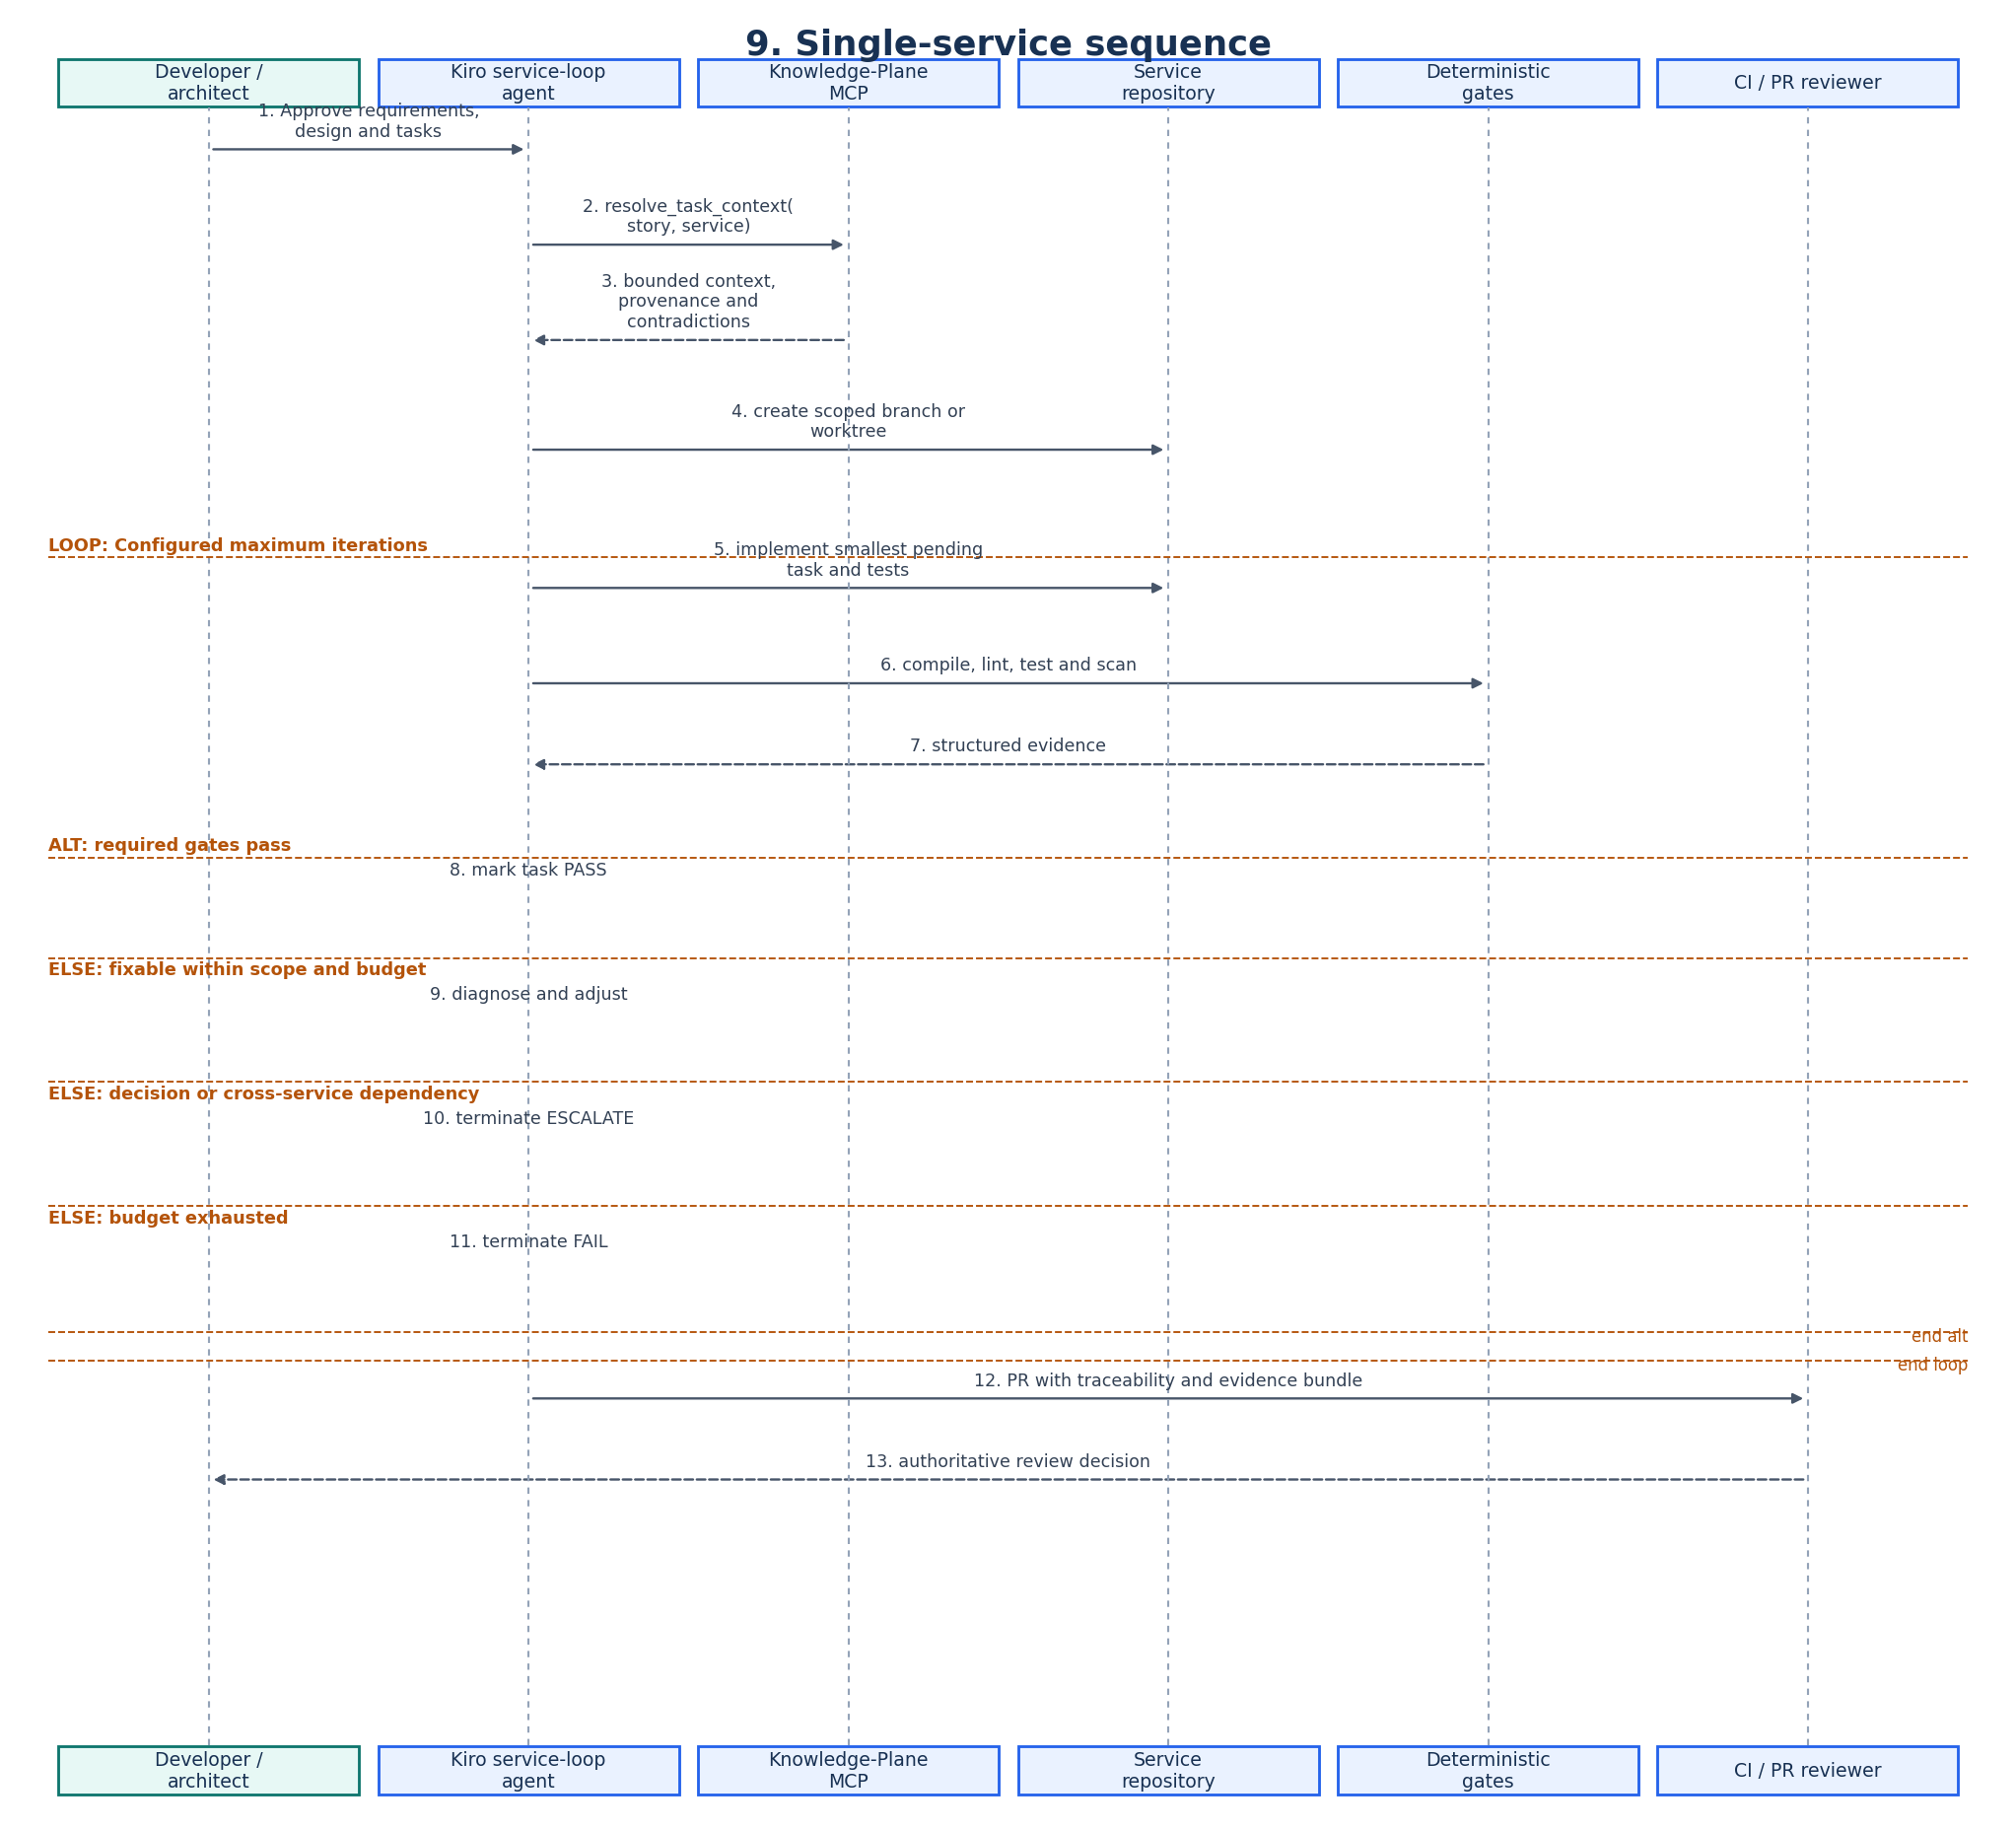 9. Single-service sequence
Developer /
architect
Kiro service-loop
agent
Knowledge-Plane
MCP
Service
repository
Deterministic
gates
CI / PR reviewer
1. Approve requirements,
design and tasks
2. resolve_task_context(
story, service)
3. bounded context,
provenance and
contradictions
4. create scoped branch or
worktree
LOOP: Configured maximum iterations
5. implement smallest pending
task and tests
6. compile, lint, test and scan
7. structured evidence
ALT: required gates pass
8. mark task PASS
ELSE: fixable within scope and budget
9. diagnose and adjust
ELSE: decision or cross-service dependency
10. terminate ESCALATE
ELSE: budget exhausted
11. terminate FAIL
end alt
end loop
12. PR with traceability and evidence bundle
13. authoritative review decision
Developer /
architect
Kiro service-loop
agent
Knowledge-Plane
MCP
Service
repository
Deterministic
gates
CI / PR reviewer